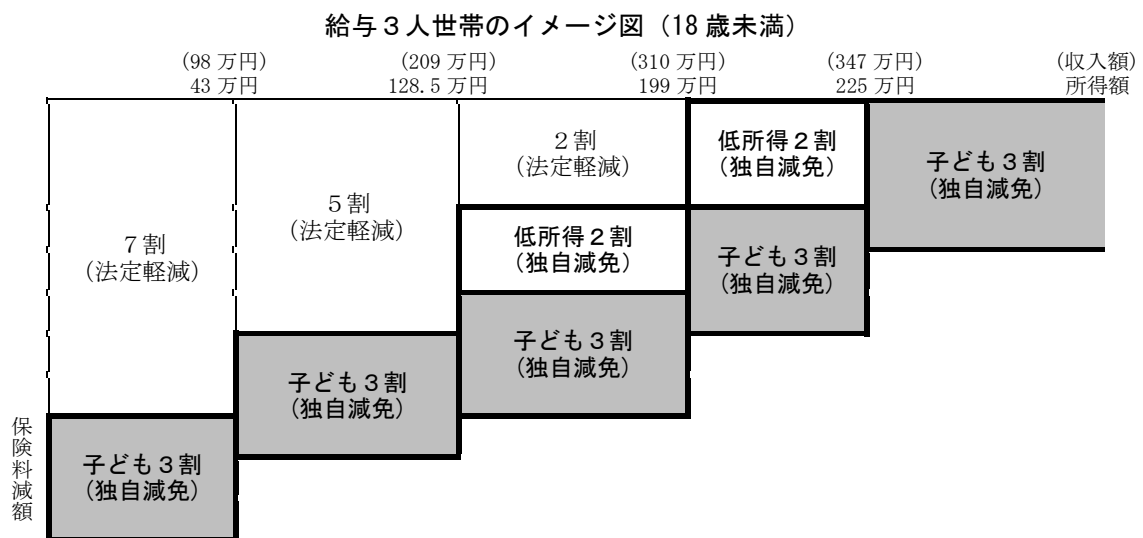 給与３人世帯のイメージ図（18 歳未満）
(98 万円) (209 万円) (310 万円) (347 万円) (収入額)
43 万円 128.5 万円 199 万円 225 万円 所得額
７割
（法定軽減）
５割
（法定軽減）
２割
（法定軽減）
低所得２割
（独自減免）
子ども３割
（独自減免）
低所得２割
（独自減免）
子ども３割
（独自減免）
子ども３割
（独自減免）
子ども３割
（独自減免）
子ども３割
（独自減免）
保険料減額